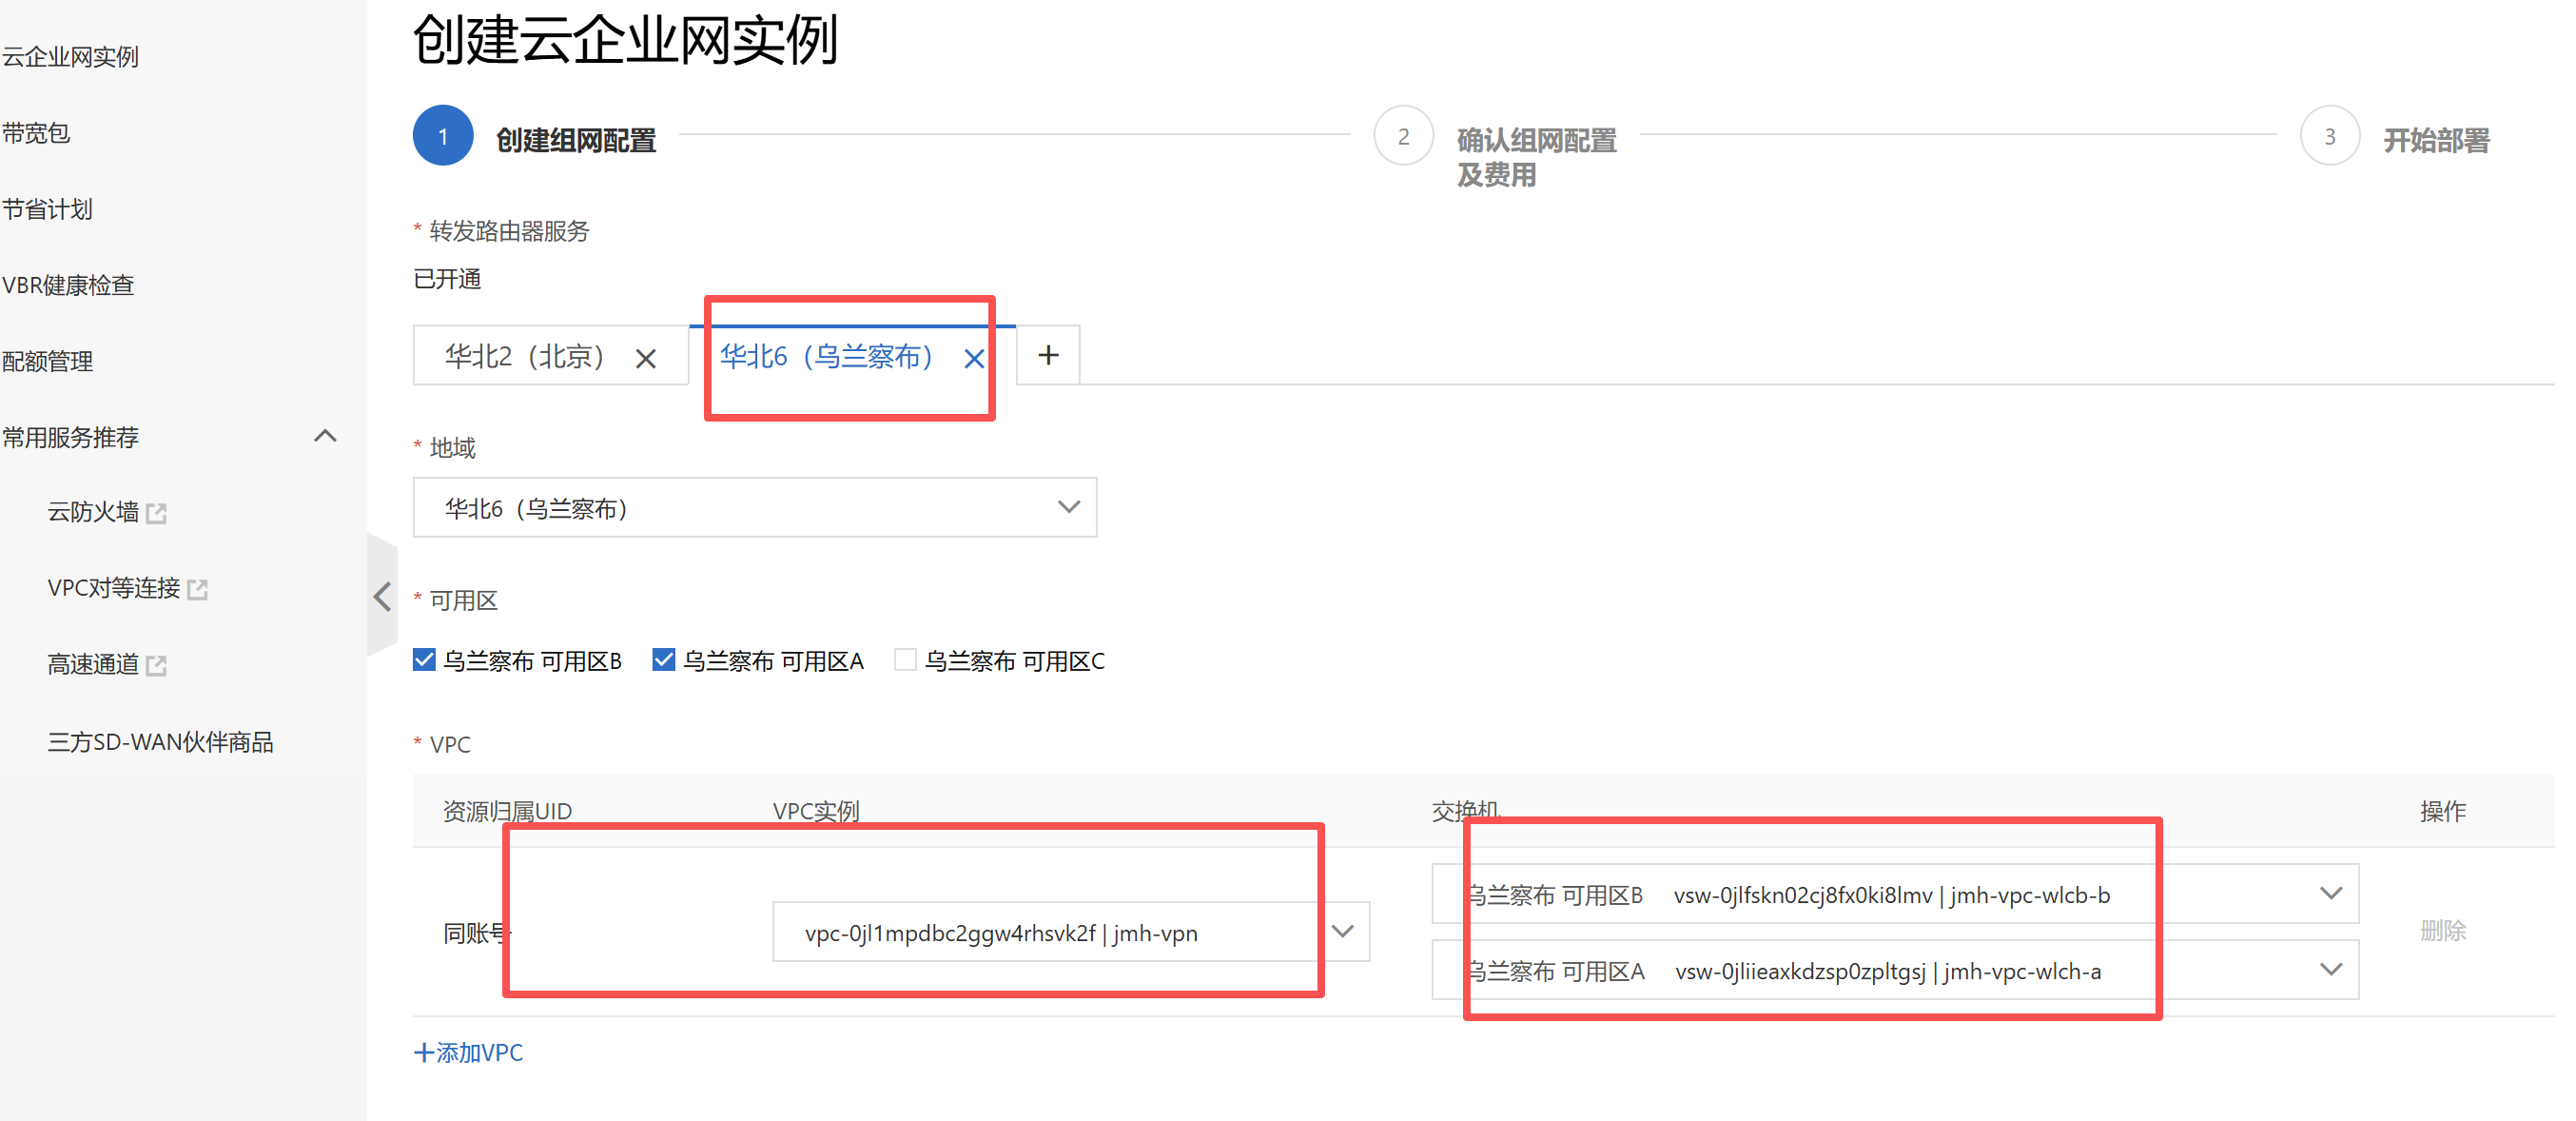 创建云企业网实例
云企业网实例
带宽包
节省计划
VBR健康检查
配额管理
常用服务推荐
云防火墙
VPC对等连接
高速通道
三方SD-WAN伙伴商品
1
创建组网配置
2
确认组网配置
及费用
3
开始部署
* 转发路由器服务
已开通
华北2（北京）
华北6（乌兰察布）
* 地域
华北6（乌兰察布）
* 可用区
乌兰察布 可用区B
乌兰察布 可用区A
乌兰察布 可用区C
* VPC
资源归属UID VPC实例 交换机 操作
同账号
vpc-0jl1mpdbc2ggw4rhsvk2f | jmh-vpn
乌兰察布 可用区B vsw-0jlfskn02cj8fx0ki8lmv | jmh-vpc-wlcb-b
乌兰察布 可用区A vsw-0jliieaxkdzsp0zpltgsj | jmh-vpc-wlch-a
删除
+添加VPC